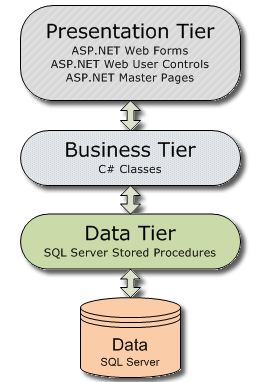 Presentation Tier
ASP.NET Web Forms
ASP.NET Web User Controls
ASP.NET Master Pages
Business Tier
C# Classes
Data Tier
SQL Server Stored Procedures
Data
SQL Server